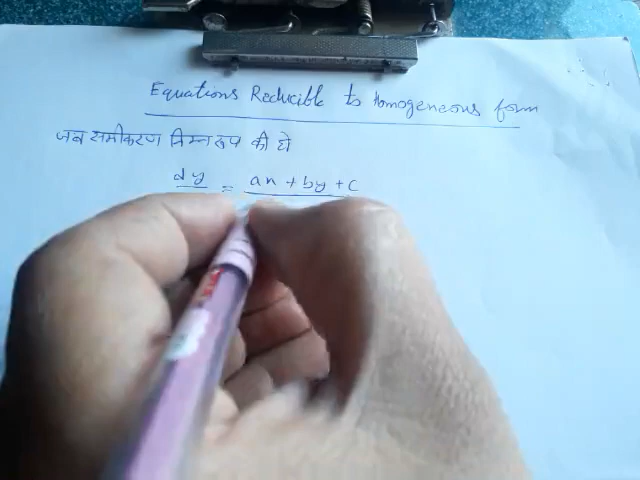 Equations Reducible to Homogeneous form
जब समीकरण निम्न रूप की हो
dy = ax + by + c